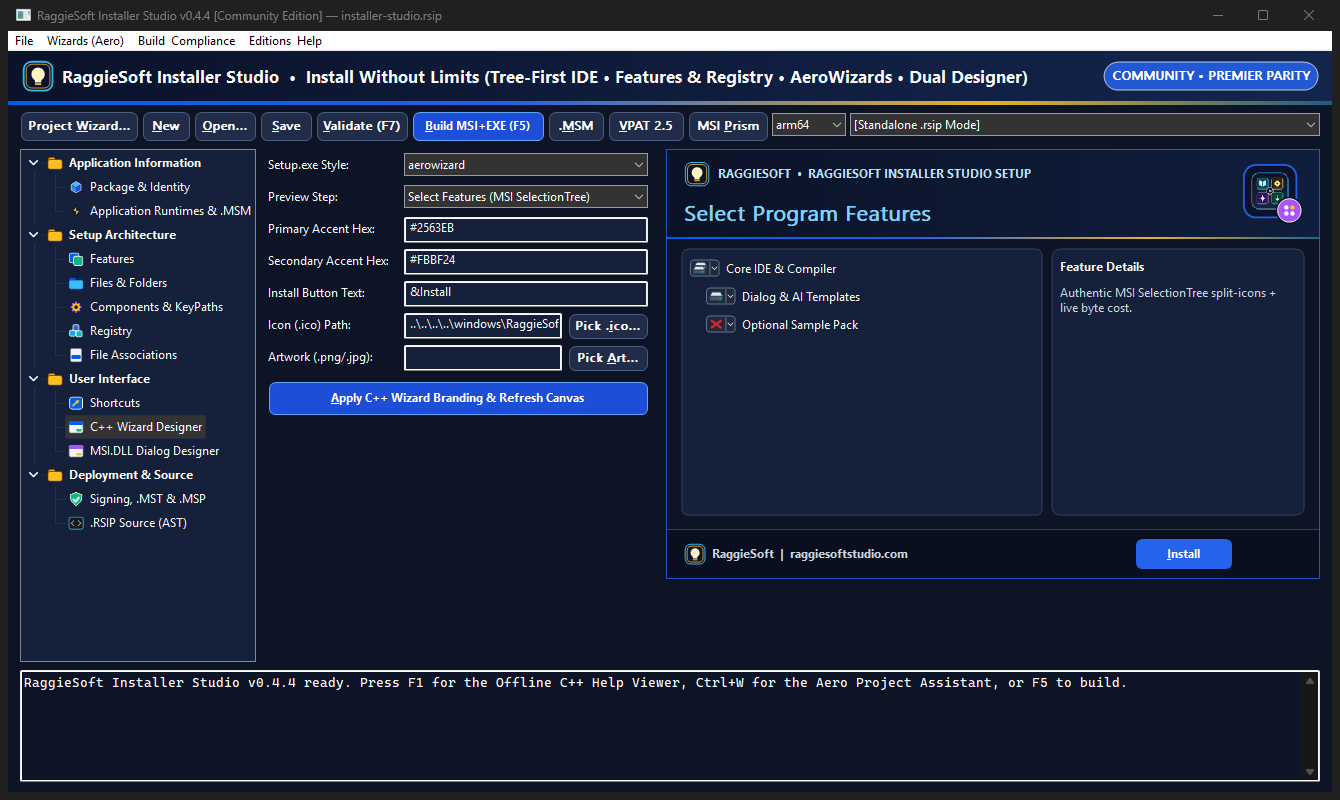 RaggieSoft Installer Studio v0.4.4 [Community Edition] — installer-studio.rsip
File Wizards (Aero) Build Compliance Editions Help
RaggieSoft Installer Studio • Install Without Limits (Tree-First IDE • Features & Registry • AeroWizards • Dual Designer)
COMMUNITY • PREMIER PARITY
Project Wizard... New Open... Save Validate (F7) Build MSI+EXE (F5) .MSM VPAT 2.5 MSI Prism arm64 [Standalone .rsip Mode]
Application Information
Package & Identity
Application Runtimes & .MSM
Setup Architecture
Features
Files & Folders
Components & KeyPaths
Registry
File Associations
User Interface
Shortcuts
C++ Wizard Designer
MSI.DLL Dialog Designer
Deployment & Source
Signing, .MST & .MSP
.RSIP Source (AST)
Setup.exe Style: aerowizard
Preview Step: Select Features (MSI SelectionTree)
Primary Accent Hex: #2563EB
Secondary Accent Hex: #FBBF24
Install Button Text: &Install
Icon (.ico) Path: ..\..\..\..\windows\RaggieSof Pick .ico...
Artwork (.png/.jpg): Pick Art...
Apply C++ Wizard Branding & Refresh Canvas
RAGGIESOFT • RAGGIESOFT INSTALLER STUDIO SETUP
Select Program Features
Core IDE & Compiler
Dialog & AI Templates
Optional Sample Pack
Feature Details
Authentic MSI SelectionTree split-icons +
live byte cost.
RaggieSoft | raggiesoftstudio.com
Install
RaggieSoft Installer Studio v0.4.4 ready. Press F1 for the Offline C++ Help Viewer, Ctrl+W for the Aero Project Assistant, or F5 to build.